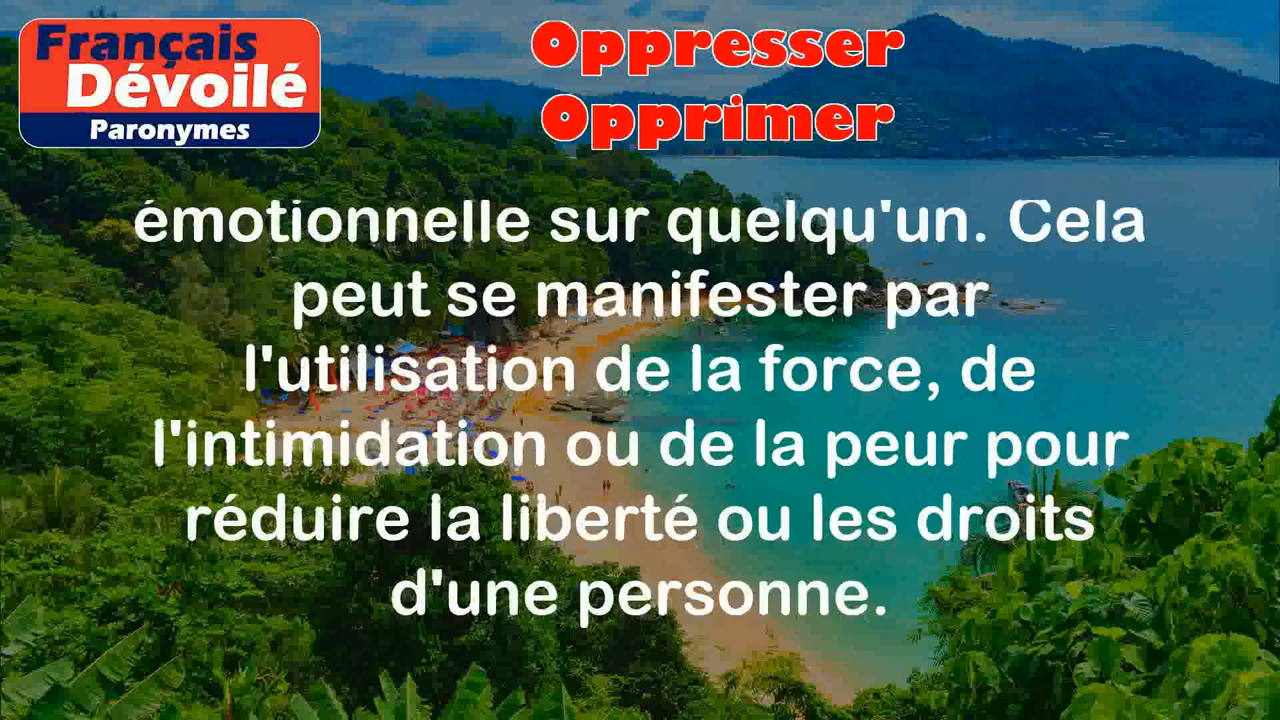 Français
Dévoilé
Paronymes
Oppresser
Opprimer
émotionnelle sur quelqu'un. Cela
peut se manifester par
l'utilisation de la force, de
l'intimidation ou de la peur pour
réduire la liberté ou les droits
d'une personne.